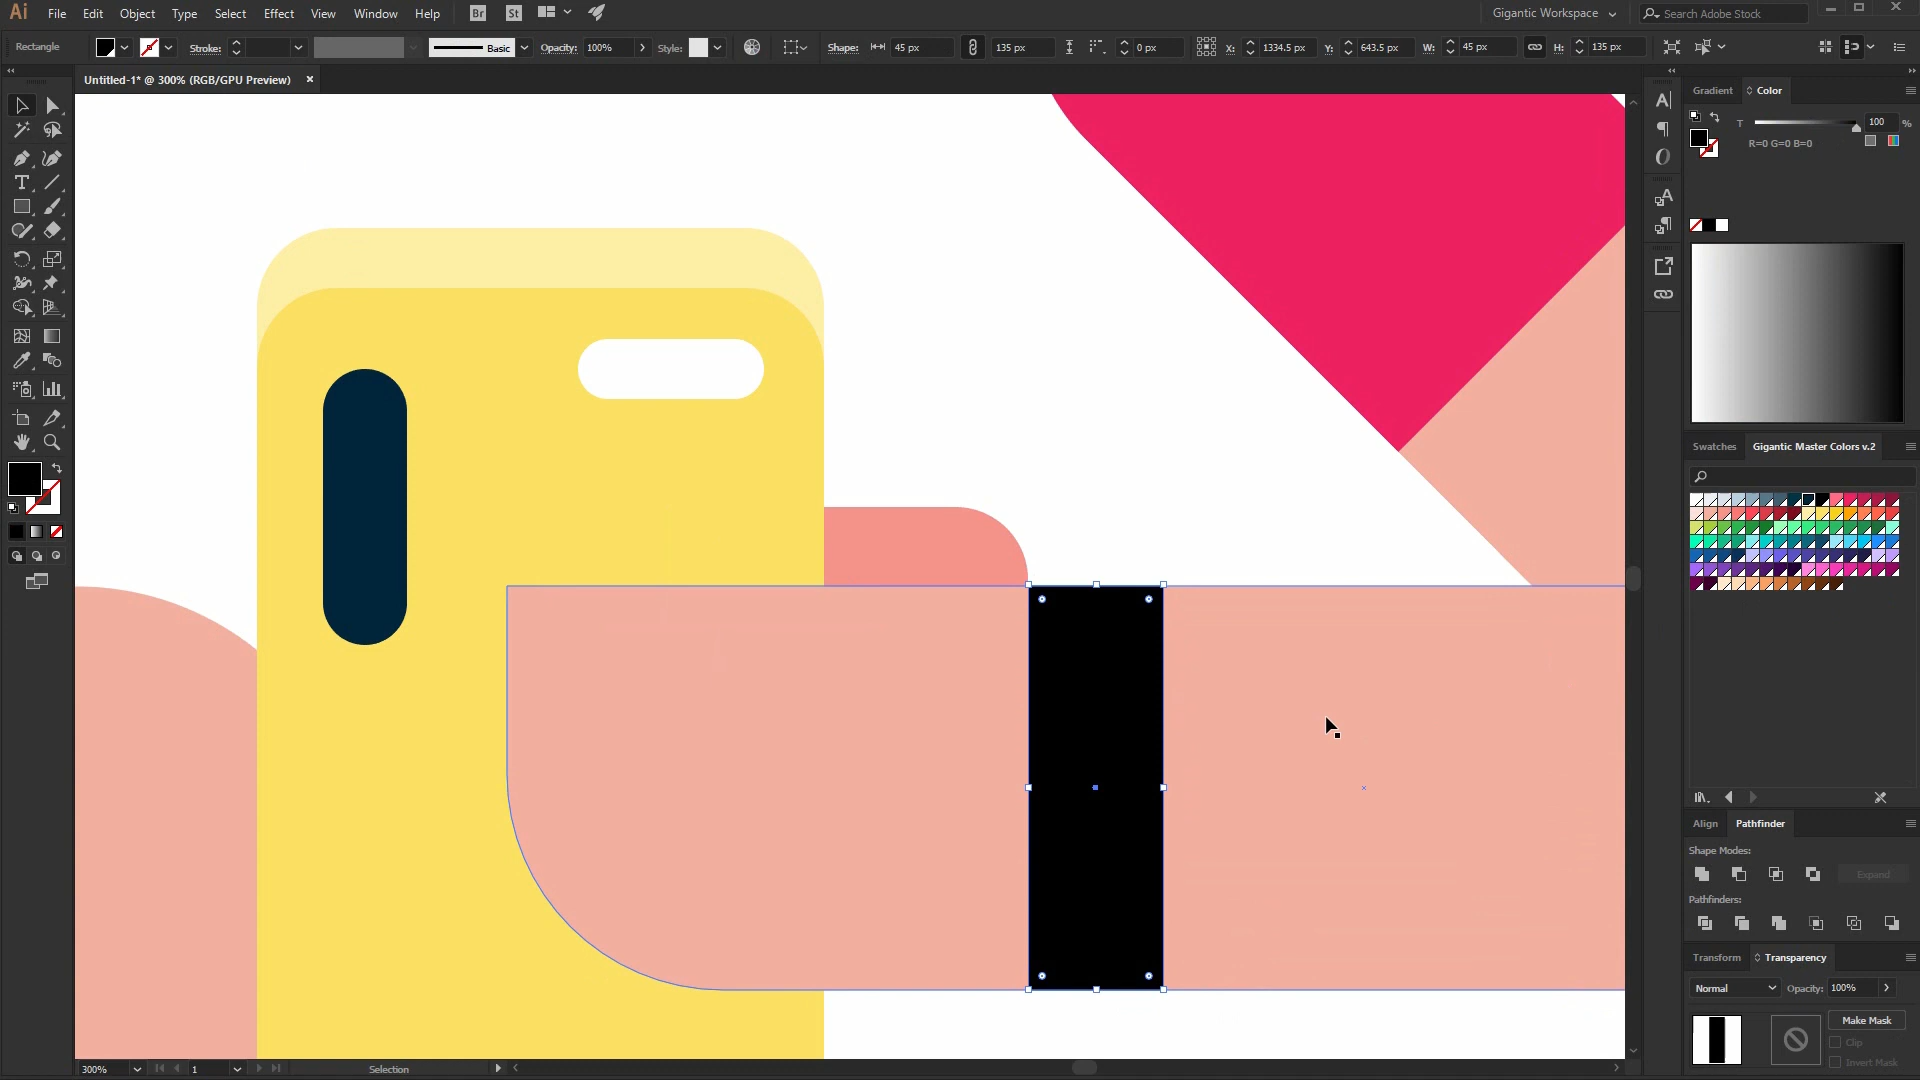 Ai File Edit Object Type Select Effect View Window Help Br St Gigantic Workspace Search Adobe Stock
Rectangle Stroke: Basic Opacity: 100% Style: Shape: 45 px 135 px 0 px X: 1334.5 px Y: 643.5 px W: 45 px H: 135 px
Untitled-1* @ 300% (RGB/GPU Preview)
Gradient Color
T 100 %
R=0 G=0 B=0
Swatches Gigantic Master Colors v.2
Align Pathfinder
Shape Modes:
Expand
Pathfinders:
Transform Transparency
Normal Opacity: 100%
Make Mask
Clip
Invert Mask
300% 1 Selection